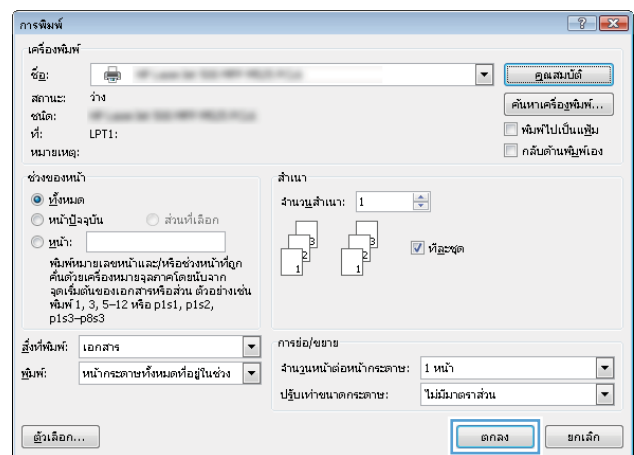 การพิมพ์
เครื่องพิมพ์
ชื่อ:
คุณสมบัติ
สถานะ: ว่าง
ค้นหาเครื่องพิมพ์...
ชนิด:
ที่: LPT1:
พิมพ์ไปเป็นแฟ้ม
หมายเหตุ:
กลับด้านพิมพ์เอง
ช่วงของหน้า
ทั้งหมด
หน้าปัจจุบัน ส่วนที่เลือก
หน้า:
พิมพ์หมายเลขหน้าและ/หรือช่วงหน้าที่ถูก
คั่นด้วยเครื่องหมายจุลภาคโดยนับจาก
จุดเริ่มต้นของเอกสารหรือส่วน ตัวอย่างเช่น
พิมพ์ 1, 3, 5–12 หรือ p1s1, p1s2,
p1s3–p8s3
สำเนา
จำนวนสำเนา: 1
3 3
2 2
1 1
ทีละชุด
สิ่งที่พิมพ์: เอกสาร
พิมพ์: หน้ากระดาษทั้งหมดที่อยู่ในช่วง
การย่อ/ขยาย
จำนวนหน้าต่อหน้ากระดาษ: 1 หน้า
ปรับเท่าขนาดกระดาษ: ไม่มีมาตราส่วน
ตัวเลือก...
ตกลง
ยกเลิก